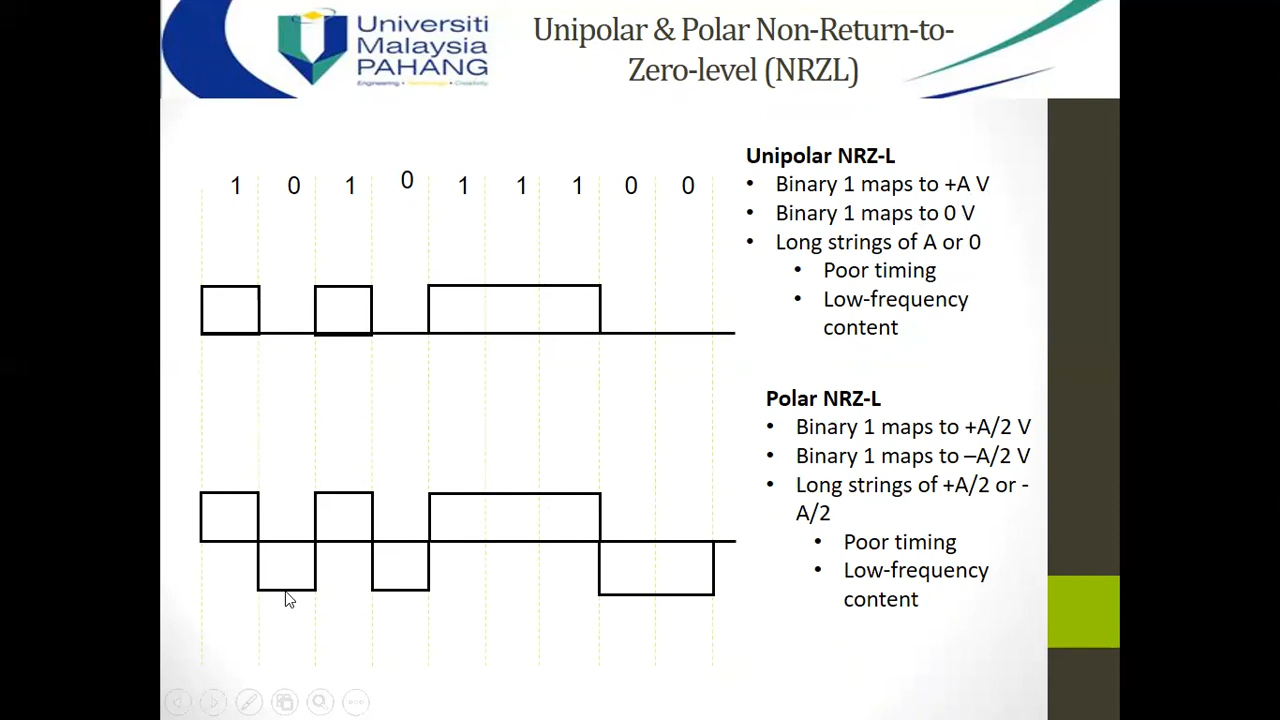 Universiti
Malaysia
PAHANG
Engineering • Technology • Creativity
Unipolar & Polar Non-Return-to-
Zero-level (NRZL)
1 0 1 0 1 1 1 0 0
Unipolar NRZ-L
• Binary 1 maps to +A V
• Binary 1 maps to 0 V
• Long strings of A or 0
• Poor timing
• Low-frequency
content
Polar NRZ-L
• Binary 1 maps to +A/2 V
• Binary 1 maps to –A/2 V
• Long strings of +A/2 or -
A/2
• Poor timing
• Low-frequency
content